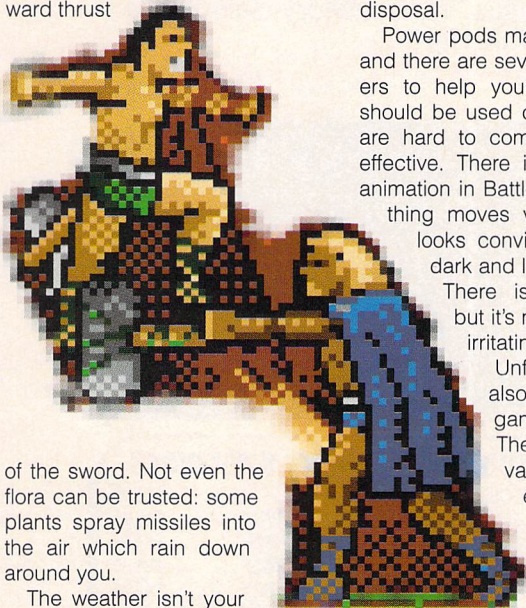 ward thrust
of the sword. Not even the
flora can be trusted: some
plants spray missiles into
the air which rain down
around you.
The weather isn't your
disposal.
Power pods ma
and there are sev
ers to help you
should be used
are hard to com
effective. There i
animation in Battl
thing moves
looks convi
dark and l
There is
but it's
irritatin
Unf
also
gan
The
va
e